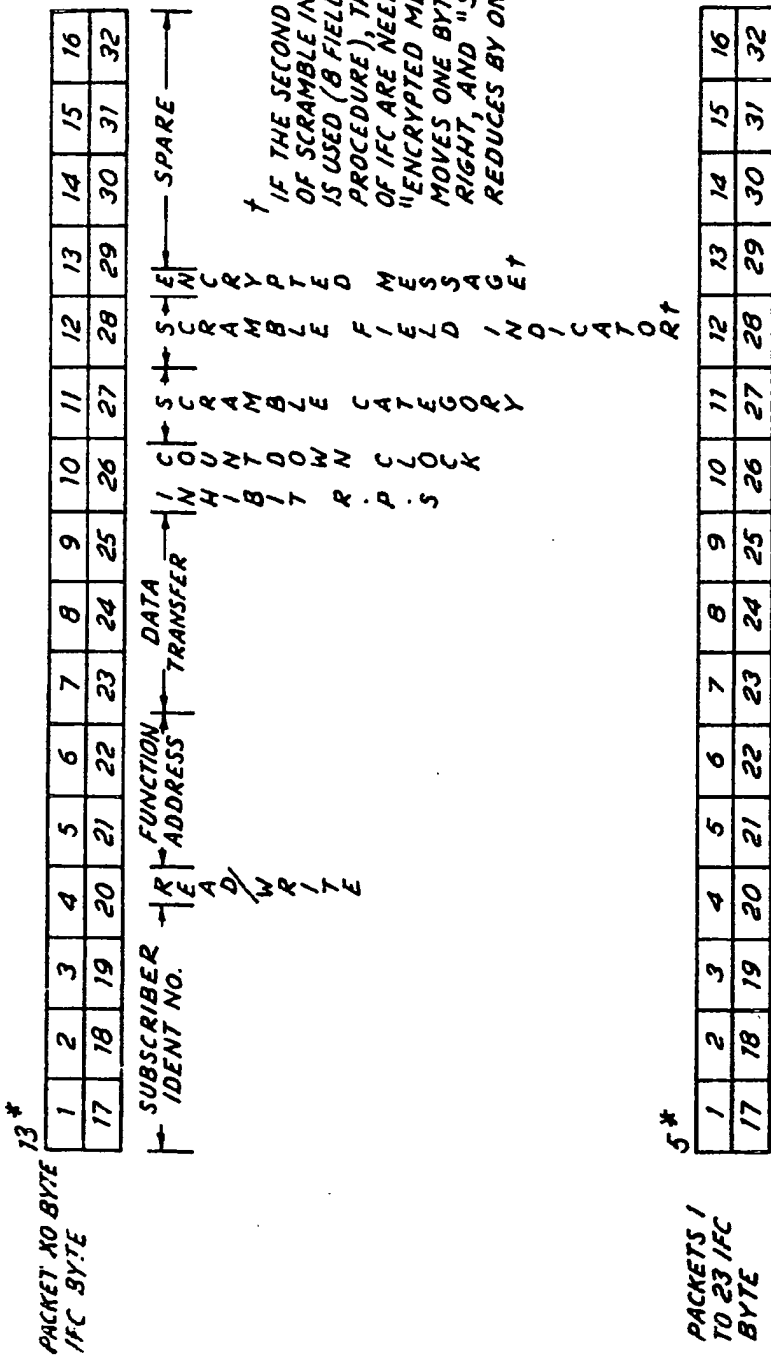 13*
PACKET XO BYTE
IFC BYTE
1 2 3 4 5 6 7 8 9 10 11 12 13 14 15 16
17 18 19 20 21 22 23 24 25 26 27 28 29 30 31 32
SUBSCRIBER
IDENT NO.
READ/WRITE
FUNCTION
ADDRESS
DATA
TRANSFER
INHIBIT R.P.S
COUNTDOWN CLOCK
SCRAMBLE CATEGORY
SCRAMBLE FIELD INDICATOR†
ENCRYPTED MESSAGE†
SPARE
† IF THE SECOND
OF SCRAMBLE IN
IS USED (8 FIEL
PROCEDURE), TH
OF IFC ARE NEE
"ENCRYPTED ME
MOVES ONE BYT
RIGHT, AND "S
REDUCES BY ON
5*
PACKETS 1
TO 23 IFC
BYTE
1 2 3 4 5 6 7 8 9 10 11 12 13 14 15 16
17 18 19 20 21 22 23 24 25 26 27 28 29 30 31 32